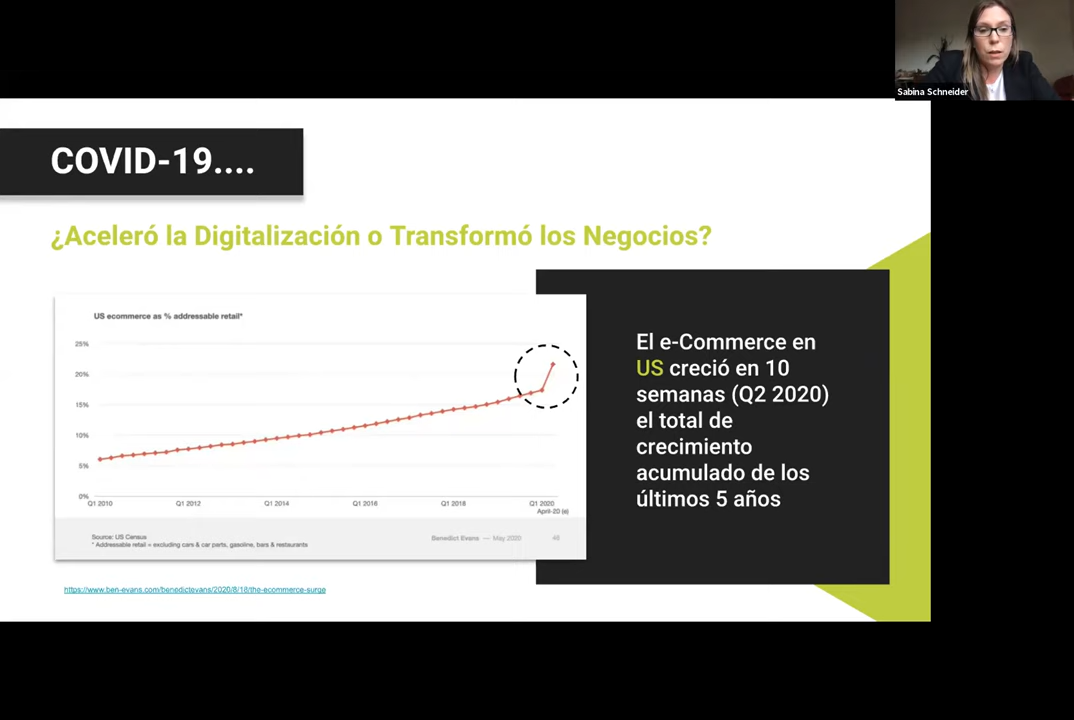 Sabina Schneider
COVID-19....
¿Aceleró la Digitalización o Transformó los Negocios?
US ecommerce as % addressable retail*
25%
20%
15%
10%
5%
0%
Q1 2010
Q1 2012
Q1 2014
Q1 2016
Q1 2018
Q1 2020
April-20 (e)
Source: US Census
* Addressable retail = excluding cars & car parts, gasoline, bars & restaurants
Benedict Evans — May 2020
46
El e-Commerce en
US creció en 10
semanas (Q2 2020)
el total de
crecimiento
acumulado de los
últimos 5 años
https://www.ben-evans.com/benedictevans/2020/8/18/the-ecommerce-surge